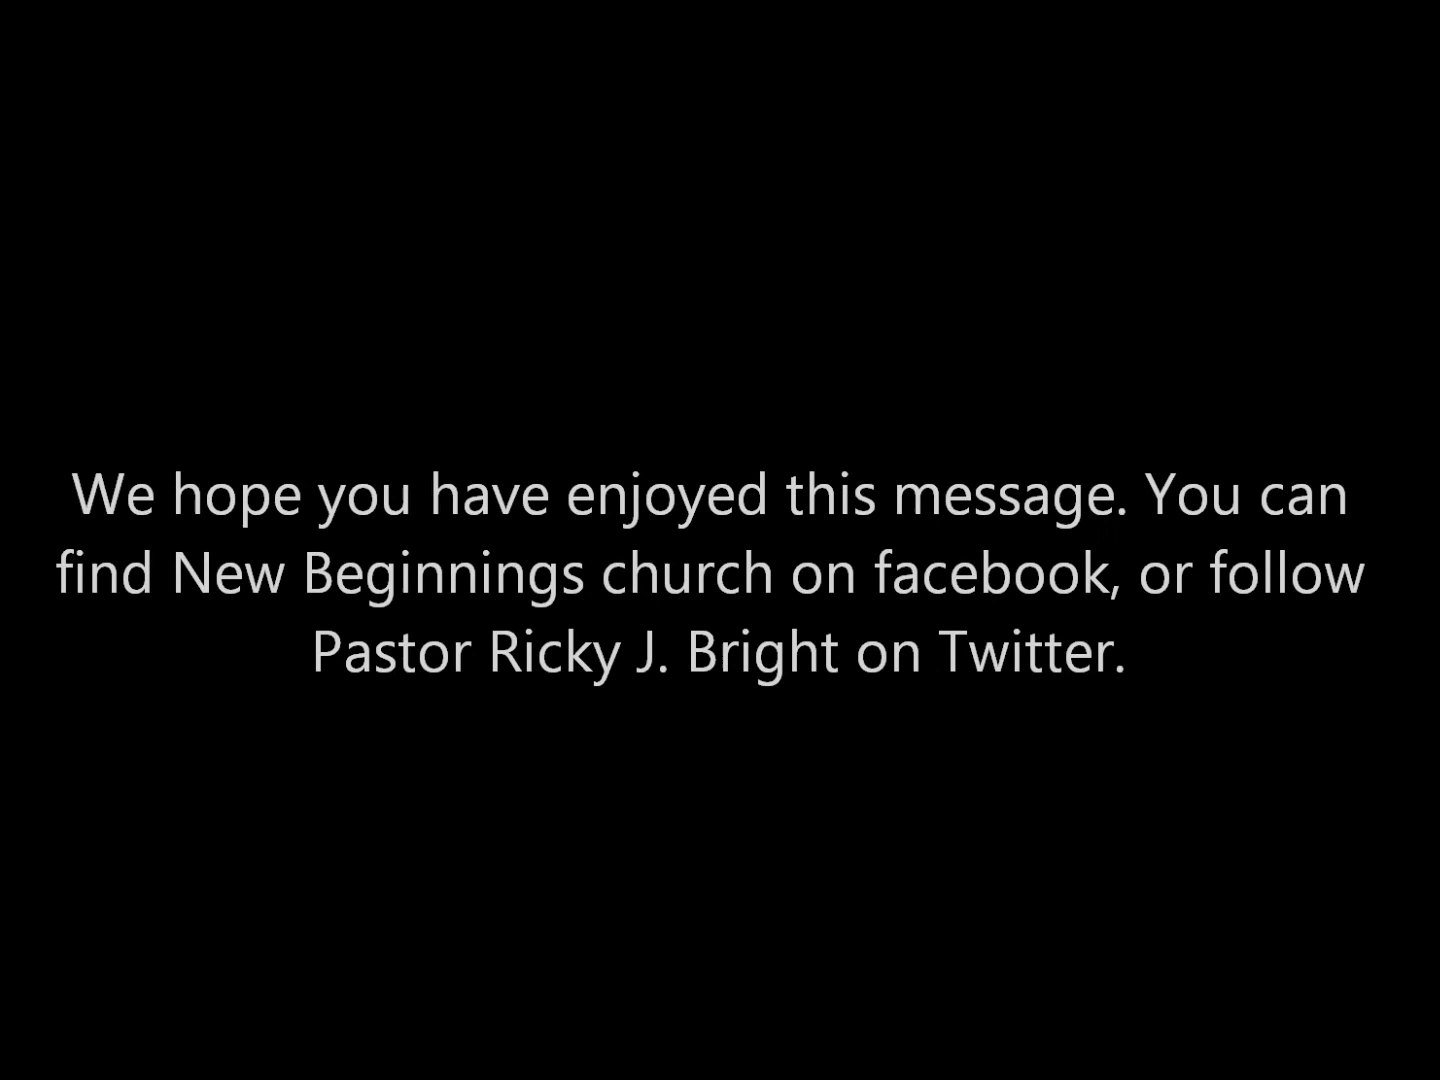 We hope you have enjoyed this message. You can
find New Beginnings church on facebook, or follow
Pastor Ricky J. Bright on Twitter.